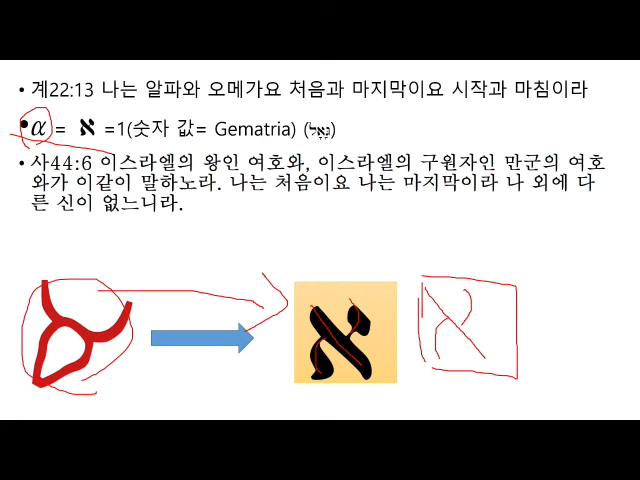 • 계22:13 나는 알파와 오메가요 처음과 마지막이요 시작과 마침이라
• α = א =1(숫자 값= Gematria)
• 사44:6 이스라엘의 왕인 여호와, 이스라엘의 구원자인 만군의 여호
와가 이같이 말하노라. 나는 처음이요 나는 마지막이라 나 외에 다
른 신이 없느니라.
א